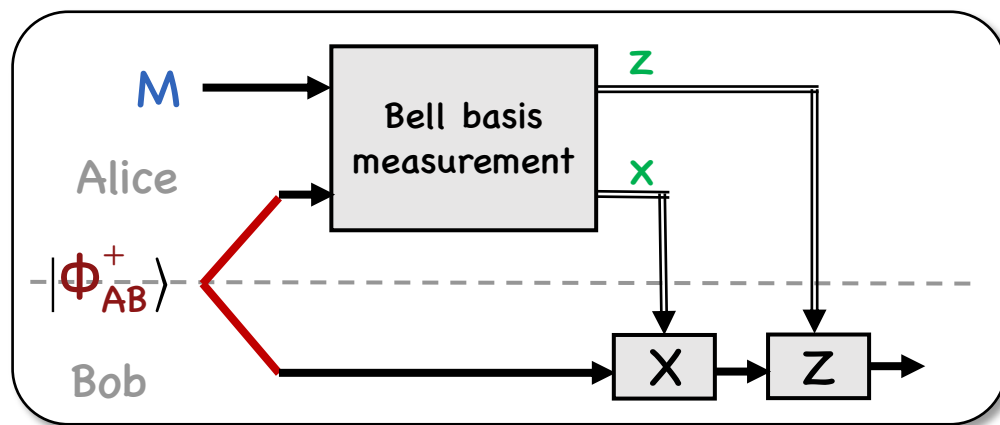 M
z
Bell basis
measurement
x
Alice
|Φ⁺AB⟩
Bob
X
Z